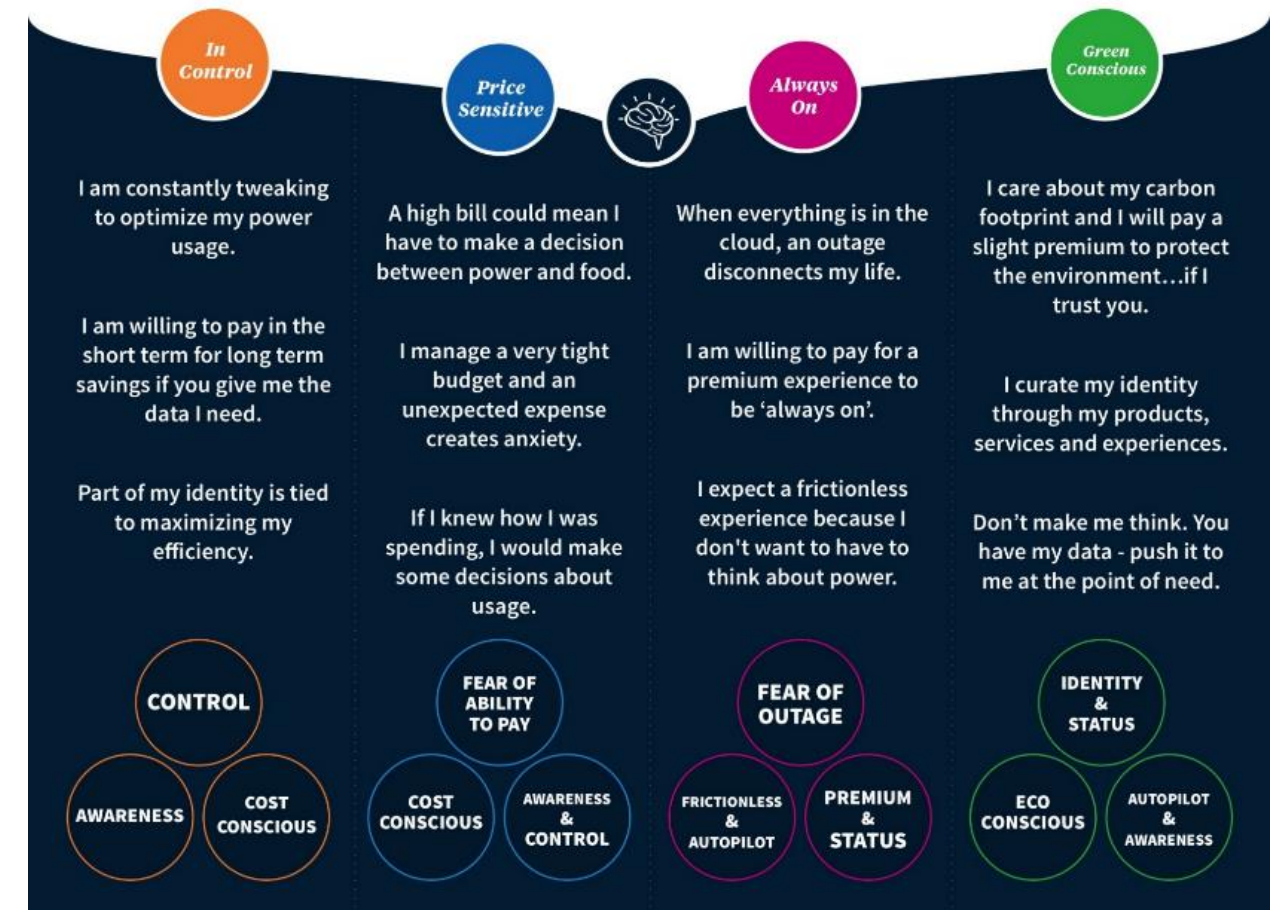 In
Control
I am constantly tweaking
to optimize my power
usage.
I am willing to pay in the
short term for long term
savings if you give me the
data I need.
Part of my identity is tied
to maximizing my
efficiency.
CONTROL
AWARENESS
COST
CONSCIOUS
Price
Sensitive
A high bill could mean I
have to make a decision
between power and food.
I manage a very tight
budget and an
unexpected expense
creates anxiety.
If I knew how I was
spending, I would make
some decisions about
usage.
FEAR OF
ABILITY
TO PAY
COST
CONSCIOUS
AWARENESS
&
CONTROL
Always
On
When everything is in the
cloud, an outage
disconnects my life.
I am willing to pay for a
premium experience to
be ‘always on’.
I expect a frictionless
experience because I
don't want to have to
think about power.
FEAR OF
OUTAGE
FRICTIONLESS
&
AUTOPILOT
PREMIUM
&
STATUS
Green
Conscious
I care about my carbon
footprint and I will pay a
slight premium to protect
the environment...if I
trust you.
I curate my identity
through my products,
services and experiences.
Don’t make me think. You
have my data - push it to
me at the point of need.
IDENTITY
&
STATUS
ECO
CONSCIOUS
AUTOPILOT
&
AWARENESS